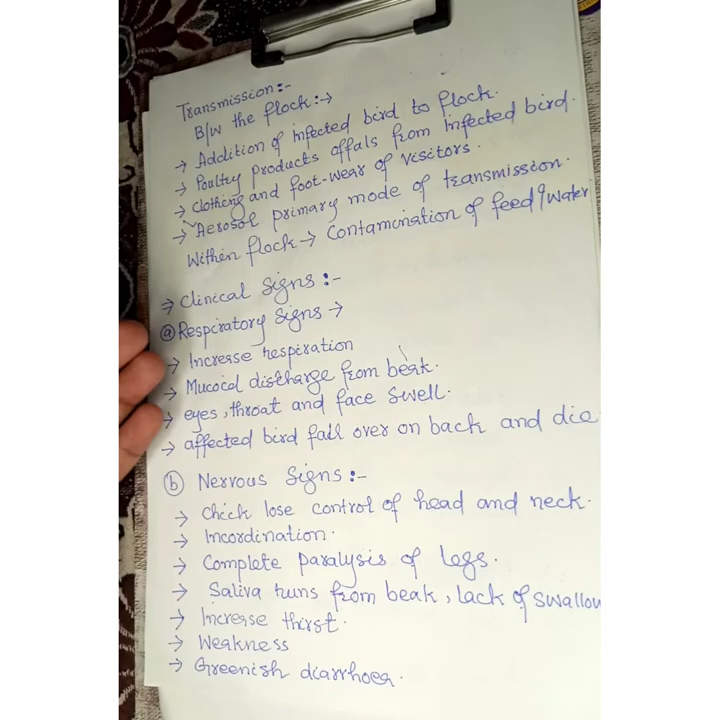 Transmission:-
B/w the flock:→
→ Addition of infected bird to flock.
→ Poultry products offals from infected bird.
→ Clothing and foot-wear of visitors.
→ Aerosol primary mode of transmission.
Within flock → Contamination of feed & water
→ Clinical Signs:-
ⓐ Respiratory Signs →
→ Increase respiration
→ Mucocol discharge from beak.
→ eyes, throat and face swell.
→ affected bird fall over on back and die
ⓑ Nervous Signs:-
→ Chick lose control of head and neck.
→ Incordination.
→ Complete paralysis of legs.
→ Saliva runs from beak, lack of swallow
→ Increase thirst.
→ Weakness
→ Greenish diarrhoea.